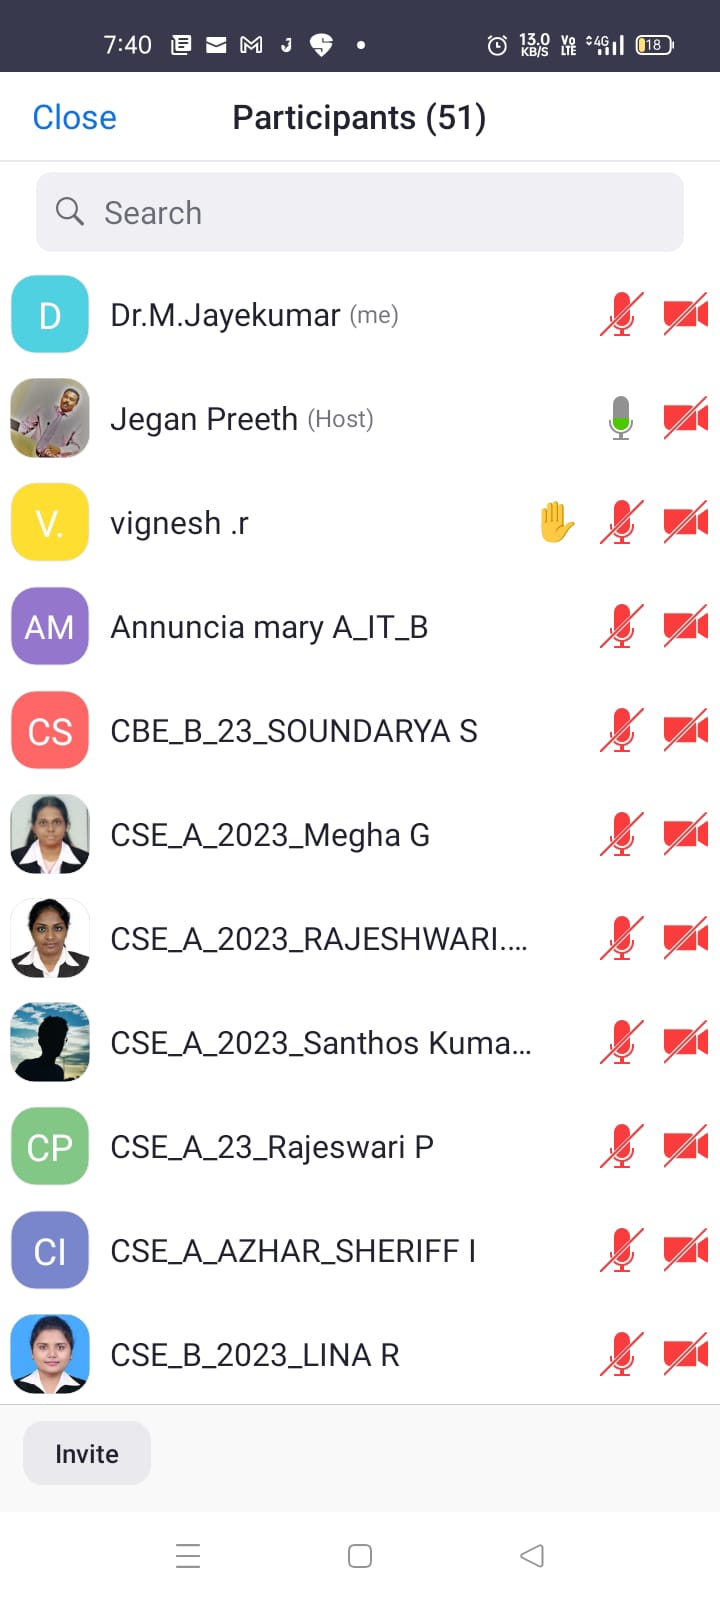 7:40 13.0 KB/S Vo LTE 4G 18
Close Participants (51)
Search
D Dr.M.Jayekumar (me)
Jegan Preeth (Host)
V. vignesh .r
AM Annuncia mary A_IT_B
CS CBE_B_23_SOUNDARYA S
CSE_A_2023_Megha G
CSE_A_2023_RAJESHWARI....
CSE_A_2023_Santhos Kuma...
CP CSE_A_23_Rajeswari P
CI CSE_A_AZHAR_SHERIFF I
CSE_B_2023_LINA R
Invite